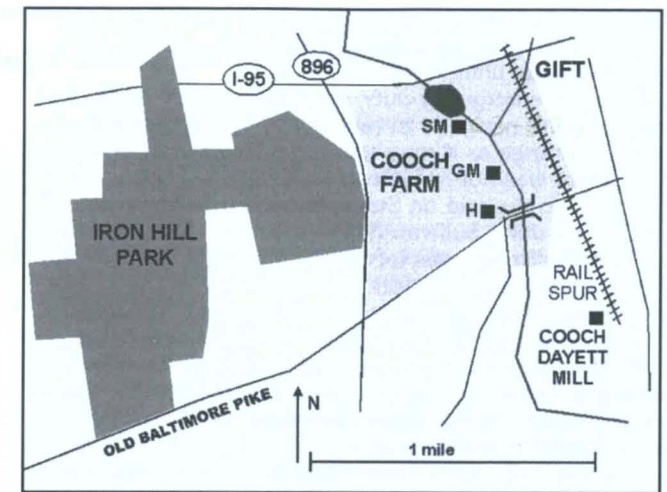 I-95
896
GIFT
SM
COOCH
FARM
GM
H
IRON HILL
PARK
RAIL
SPUR
COOCH
DAYETT
MILL
OLD BALTIMORE PIKE
N
1 mile